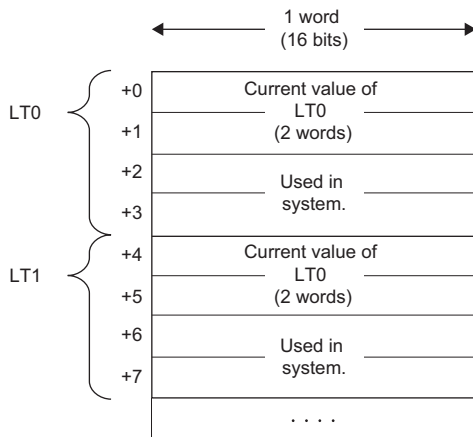 1 word
(16 bits)
LT0
+0
Current value of
LT0
(2 words)
+1
+2
Used in
system.
+3
LT1
+4
Current value of
LT0
(2 words)
+5
+6
Used in
system.
+7
. . . .